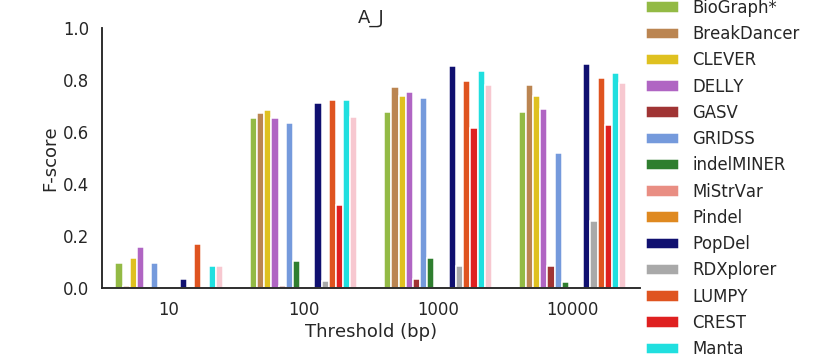 A_J
1.0
0.8
0.6
0.4
0.2
0.0
F-score
10
100
1000
10000
Threshold (bp)
BioGraph*
BreakDancer
CLEVER
DELLY
GASV
GRIDSS
indelMINER
MiStrVar
Pindel
PopDel
RDXplorer
LUMPY
CREST
Manta